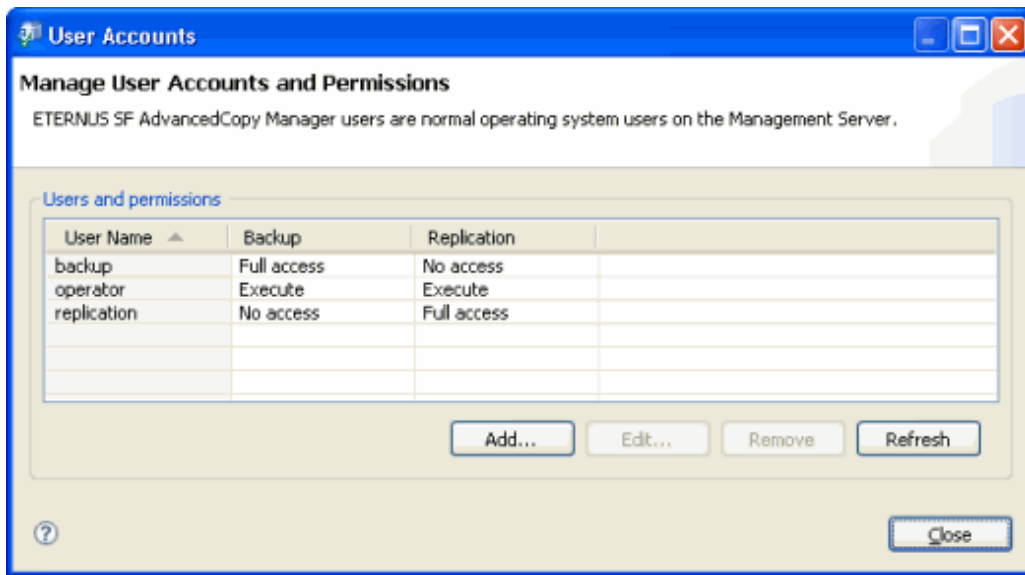 User Accounts
Manage User Accounts and Permissions
ETERNUS SF AdvancedCopy Manager users are normal operating system users on the Management Server.
Users and permissions
User Name Backup Replication
backup Full access No access
operator Execute Execute
replication No access Full access
Add... Edit... Remove Refresh
? Close